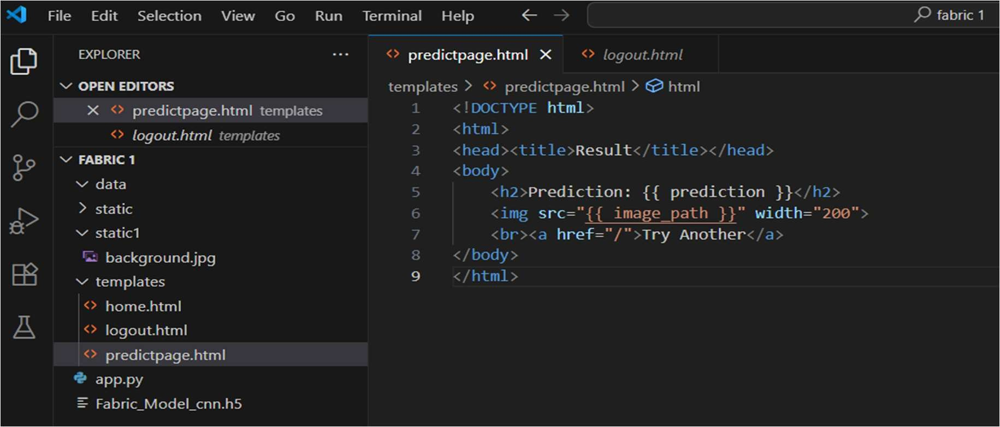 File Edit Selection View Go Run Terminal Help fabric 1
EXPLORER ...
OPEN EDITORS
predictpage.html templates
logout.html templates
FABRIC 1
data
static
static1
background.jpg
templates
home.html
logout.html
predictpage.html
app.py
Fabric_Model_cnn.h5
predictpage.html logout.html
templates > predictpage.html > html
1 <!DOCTYPE html>
2 <html>
3 <head><title>Result</title></head>
4 <body>
5 <h2>Prediction: {{ prediction }}</h2>
6 <img src="{{ image_path }}" width="200">
7 <br><a href="/">Try Another</a>
8 </body>
9 </html>